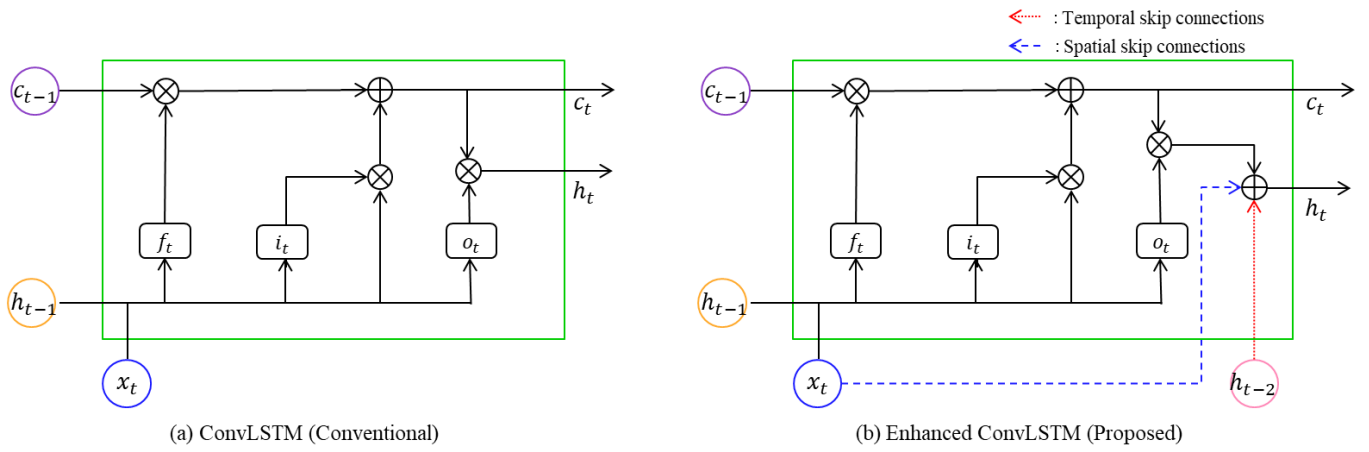 : Temporal skip connections
: Spatial skip connections
c_{t-1}
c_t
h_t
f_t
i_t
o_t
h_{t-1}
x_t
(a) ConvLSTM (Conventional)
c_{t-1}
c_t
h_t
f_t
i_t
o_t
h_{t-1}
x_t
h_{t-2}
(b) Enhanced ConvLSTM (Proposed)